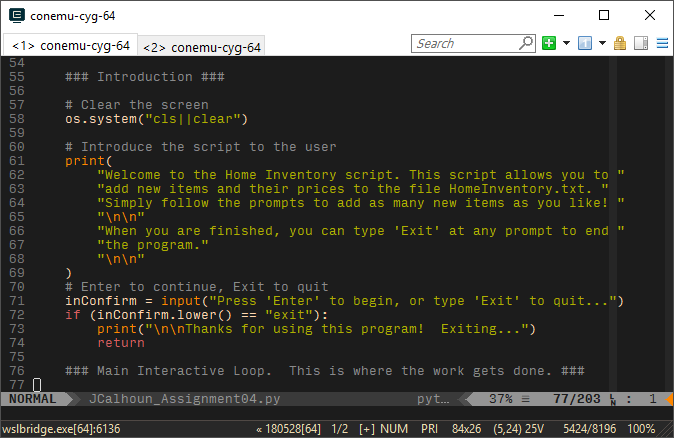 conemu-cyg-64
<1> conemu-cyg-64
<2> conemu-cyg-64
Search
54
55     ### Introduction ###
56
57     # Clear the screen
58     os.system("cls||clear")
59
60     # Introduce the script to the user
61     print(
62         "Welcome to the Home Inventory script. This script allows you to "
63         "add new items and their prices to the file HomeInventory.txt. "
64         "Simply follow the prompts to add as many new items as you like! "
65         "\n\n"
66         "When you are finished, you can type 'Exit' at any prompt to end "
67         "the program."
68         "\n\n"
69     )
70     # Enter to continue, Exit to quit
71     inConfirm = input("Press 'Enter' to begin, or type 'Exit' to quit...")
72     if (inConfirm.lower() == "exit"):
73         print("\n\nThanks for using this program!  Exiting...")
74         return
75
76     ### Main Interactive Loop.  This is where the work gets done. ###
77
NORMAL JCalhoun_Assignment04.py pyt… 37% ≡ 77/203 ㏑ : 1
wslbridge.exe[64]:6136 « 180528[64] 1/2 [+] NUM PRI 84x26 (5,24) 25V 5424/8196 100%